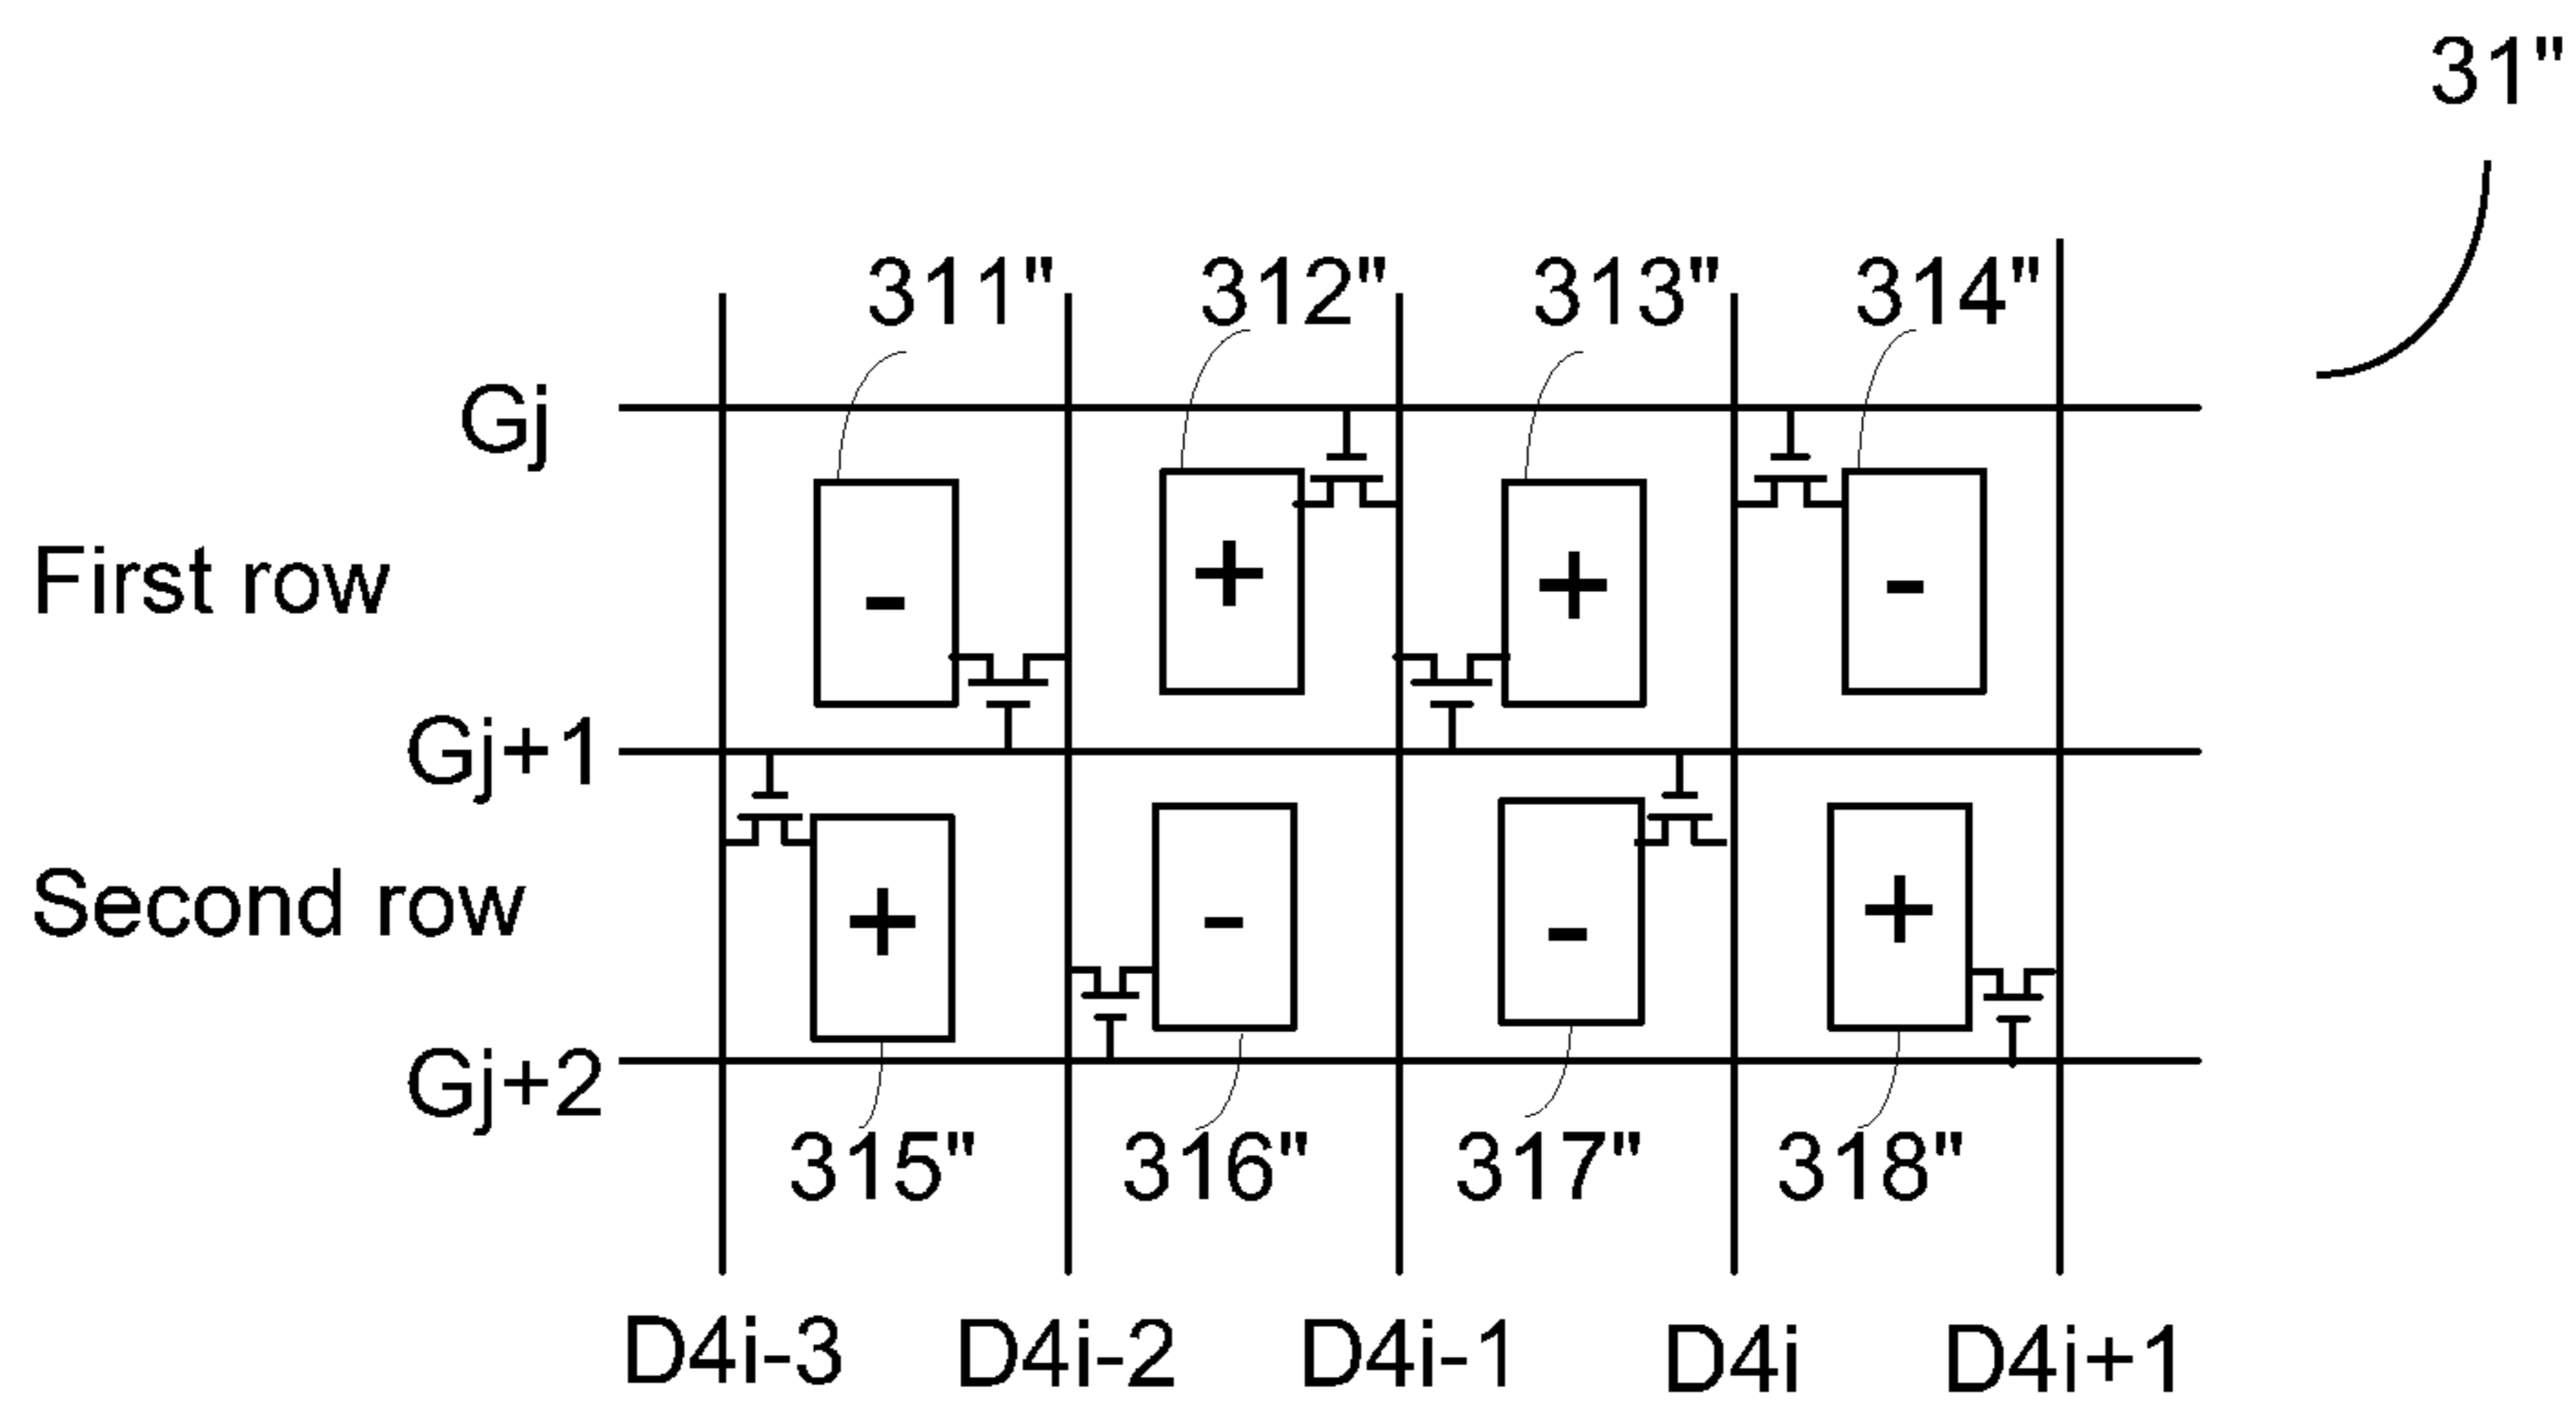 31"
311" 312" 313" 314"
Gj
- + + -
First row
Gj+1
+ - - +
Second row
Gj+2
315" 316" 317" 318"
D4i-3 D4i-2 D4i-1 D4i D4i+1